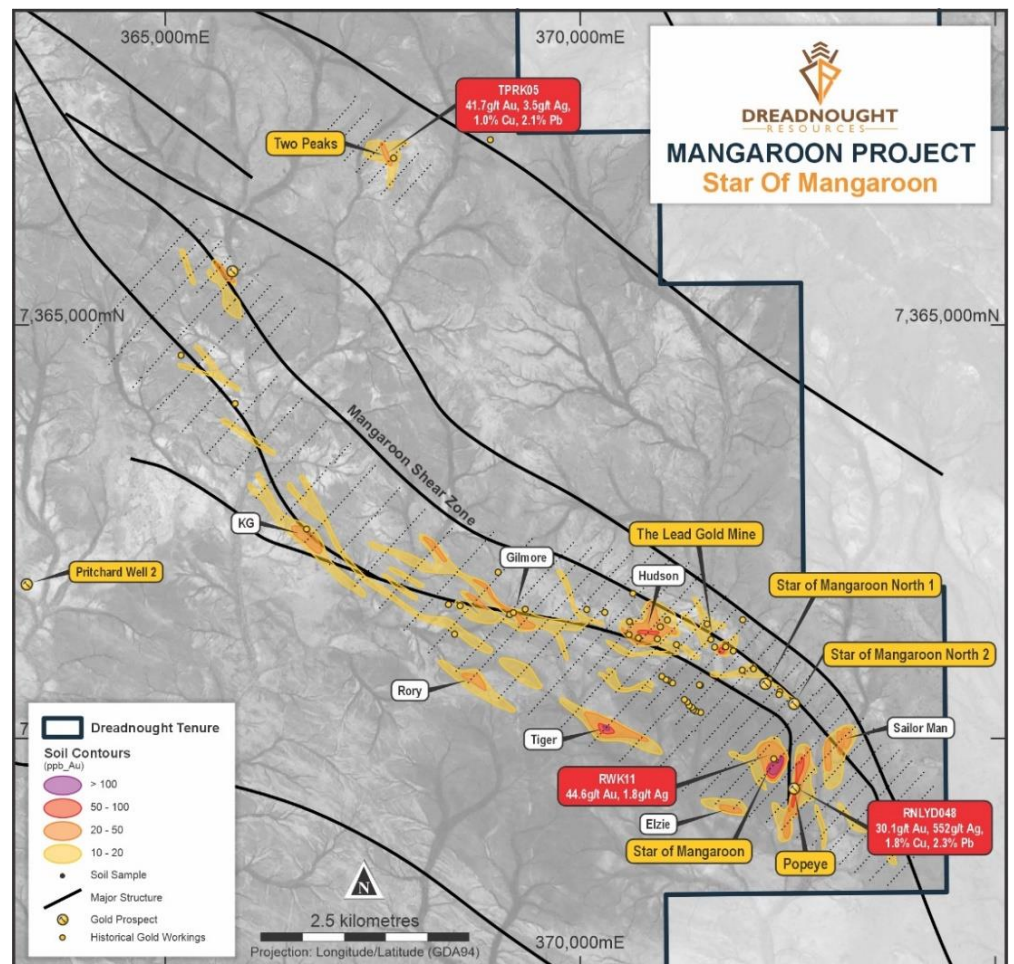 365,000mE
370,000mE
DREADNOUGHT
RESOURCES
MANGAROON PROJECT
Star Of Mangaroon
TPRK05
41.7g/t Au, 3.5g/t Ag,
1.0% Cu, 2.1% Pb
Two Peaks
7,365,000mN
7,365,000mN
Mangaroon Shear Zone
KG
Pritchard Well 2
Gilmore
The Lead Gold Mine
Hudson
Star of Mangaroon North 1
Star of Mangaroon North 2
Rory
Tiger
Sailor Man
RWK11
44.6g/t Au, 1.8g/t Ag
Elzie
Star of Mangaroon
Popeye
RNLYD048
30.1g/t Au, 552g/t Ag,
1.8% Cu, 2.3% Pb
7
Dreadnought Tenure
Soil Contours
(ppb_Au)
> 100
50 - 100
20 - 50
10 - 20
Soil Sample
Major Structure
Gold Prospect
Historical Gold Workings
N
2.5 kilometres
Projection: Longitude/Latitude (GDA94)
370,000mE